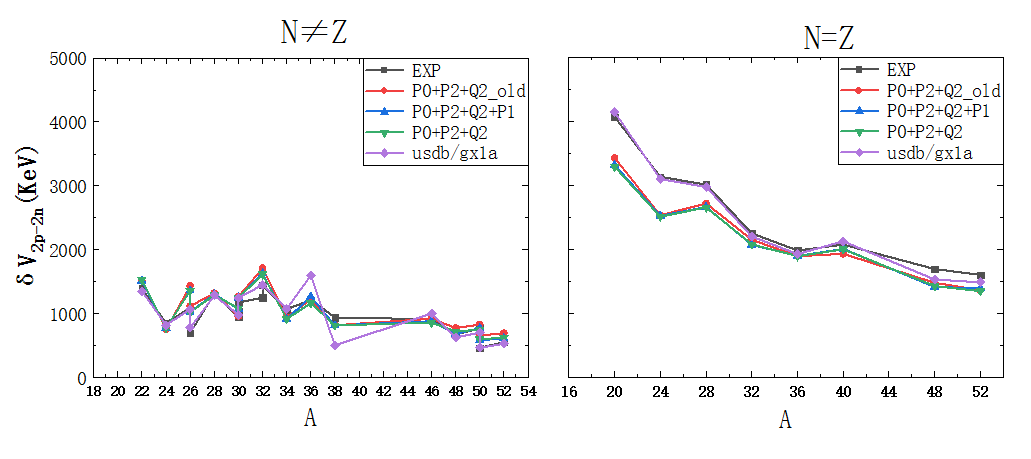 N≠Z
N=Z
δV2p-2n(KeV)
5000
4000
3000
2000
1000
0
EXP
P0+P2+Q2_old
P0+P2+Q2+P1
P0+P2+Q2
usdb/gx1a
18 20 22 24 26 28 30 32 34 36 38 40 42 44 46 48 50 52 54
A
EXP
P0+P2+Q2_old
P0+P2+Q2+P1
P0+P2+Q2
usdb/gx1a
16 20 24 28 32 36 40 44 48 52
A